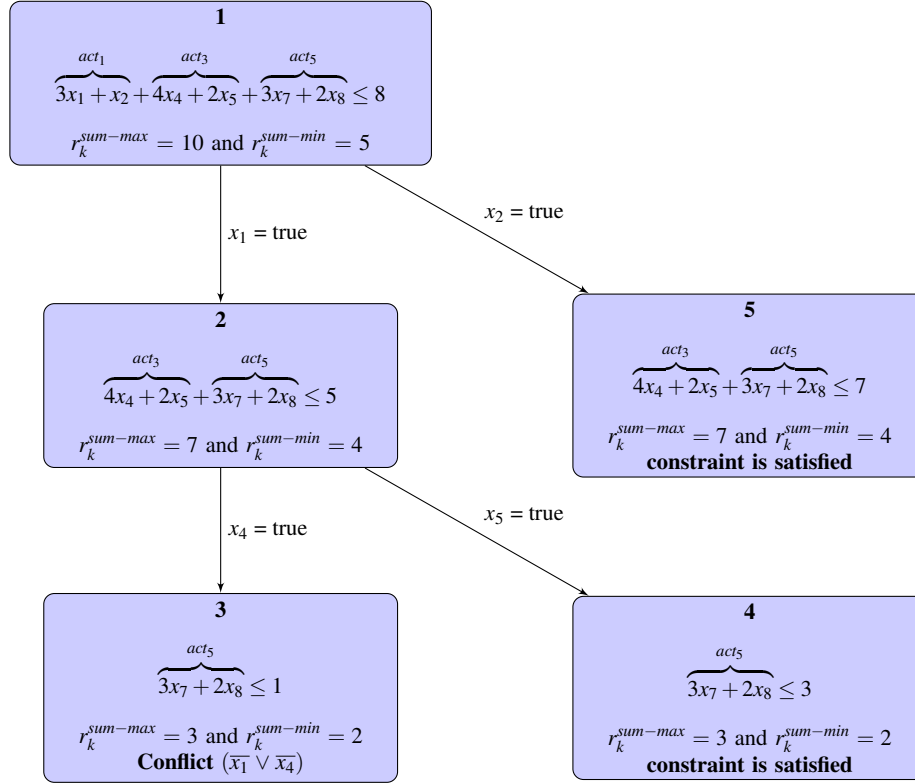 1
act₁ act₃ act₅
3x₁ + x₂ + 4x₄ + 2x₅ + 3x₇ + 2x₈ ≤ 8
r_k^{sum−max} = 10 and r_k^{sum−min} = 5
x₁ = true
x₂ = true
2
act₃ act₅
4x₄ + 2x₅ + 3x₇ + 2x₈ ≤ 5
r_k^{sum−max} = 7 and r_k^{sum−min} = 4
5
act₃ act₅
4x₄ + 2x₅ + 3x₇ + 2x₈ ≤ 7
r_k^{sum−max} = 7 and r_k^{sum−min} = 4
constraint is satisfied
x₄ = true
x₅ = true
3
act₅
3x₇ + 2x₈ ≤ 1
r_k^{sum−max} = 3 and r_k^{sum−min} = 2
Conflict (x̅₁ ∨ x̅₄)
4
act₅
3x₇ + 2x₈ ≤ 3
r_k^{sum−max} = 3 and r_k^{sum−min} = 2
constraint is satisfied